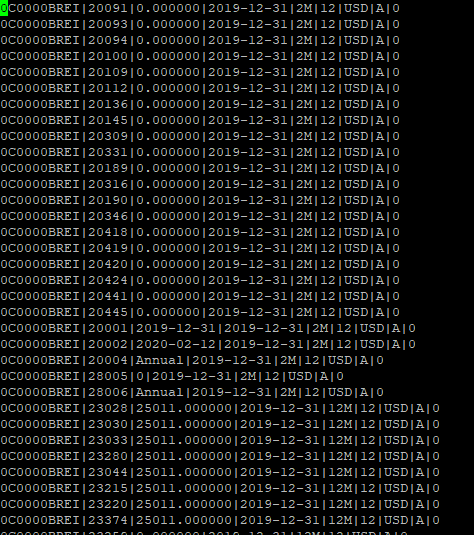 0C0000BREI|20091|0.000000|2019-12-31|2M|12|USD|A|0
0C0000BREI|20093|0.000000|2019-12-31|2M|12|USD|A|0
0C0000BREI|20094|0.000000|2019-12-31|2M|12|USD|A|0
0C0000BREI|20100|0.000000|2019-12-31|2M|12|USD|A|0
0C0000BREI|20109|0.000000|2019-12-31|2M|12|USD|A|0
0C0000BREI|20112|0.000000|2019-12-31|2M|12|USD|A|0
0C0000BREI|20136|0.000000|2019-12-31|2M|12|USD|A|0
0C0000BREI|20145|0.000000|2019-12-31|2M|12|USD|A|0
0C0000BREI|20309|0.000000|2019-12-31|2M|12|USD|A|0
0C0000BREI|20331|0.000000|2019-12-31|2M|12|USD|A|0
0C0000BREI|20189|0.000000|2019-12-31|2M|12|USD|A|0
0C0000BREI|20316|0.000000|2019-12-31|2M|12|USD|A|0
0C0000BREI|20190|0.000000|2019-12-31|2M|12|USD|A|0
0C0000BREI|20346|0.000000|2019-12-31|2M|12|USD|A|0
0C0000BREI|20418|0.000000|2019-12-31|2M|12|USD|A|0
0C0000BREI|20419|0.000000|2019-12-31|2M|12|USD|A|0
0C0000BREI|20420|0.000000|2019-12-31|2M|12|USD|A|0
0C0000BREI|20424|0.000000|2019-12-31|2M|12|USD|A|0
0C0000BREI|20441|0.000000|2019-12-31|2M|12|USD|A|0
0C0000BREI|20445|0.000000|2019-12-31|2M|12|USD|A|0
0C0000BREI|20001|2019-12-31|2019-12-31|2M|12|USD|A|0
0C0000BREI|20002|2020-02-12|2019-12-31|2M|12|USD|A|0
0C0000BREI|20004|Annual|2019-12-31|2M|12|USD|A|0
0C0000BREI|28005|0|2019-12-31|2M|12|USD|A|0
0C0000BREI|28006|Annual|2019-12-31|2M|12|USD|A|0
0C0000BREI|23028|25011.000000|2019-12-31|12M|12|USD|A|0
0C0000BREI|23030|25011.000000|2019-12-31|12M|12|USD|A|0
0C0000BREI|23033|25011.000000|2019-12-31|12M|12|USD|A|0
0C0000BREI|23280|25011.000000|2019-12-31|12M|12|USD|A|0
0C0000BREI|23044|25011.000000|2019-12-31|12M|12|USD|A|0
0C0000BREI|23215|25011.000000|2019-12-31|12M|12|USD|A|0
0C0000BREI|23220|25011.000000|2019-12-31|12M|12|USD|A|0
0C0000BREI|23374|25011.000000|2019-12-31|12M|12|USD|A|0